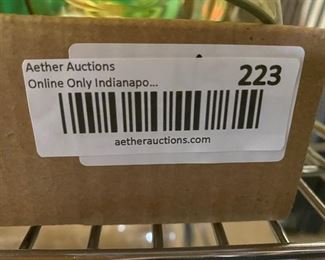 Aether Auctions
Online Only Indianapo...
223
aetherauctions.com